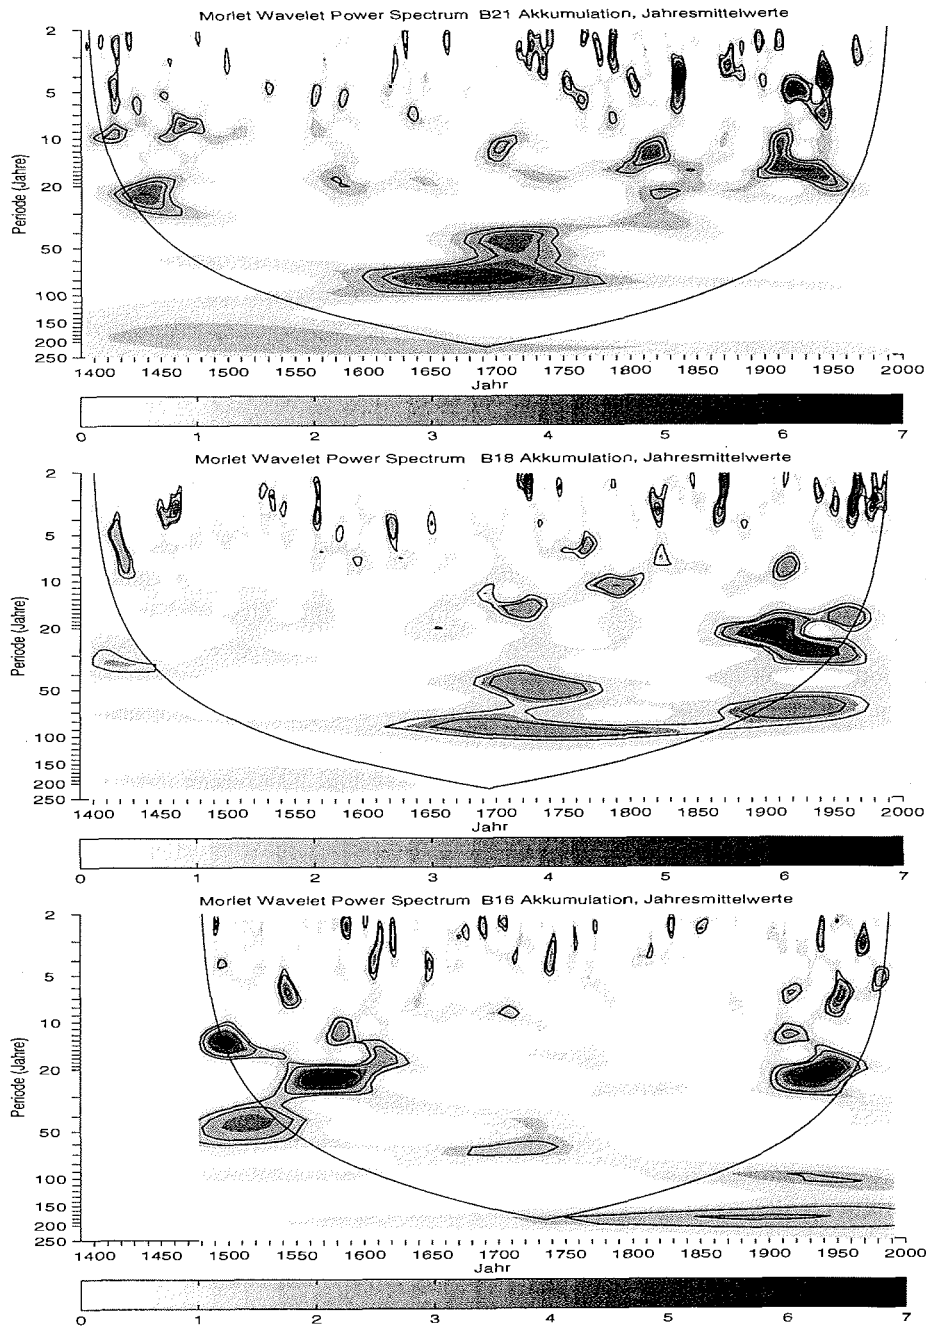 Morlet Wavelet Power Spectrum B21 Akkumulation, Jahresmittelwerte
Periode (Jahre)
2
5
10
20
50
100
150
200
250
1400 1450 1500 1550 1600 1650 1700 1750 1800 1850 1900 1950 2000
Jahr
0 1 2 3 4 5 6 7
Morlet Wavelet Power Spectrum B18 Akkumulation, Jahresmittelwerte
Periode (Jahre)
2
5
10
20
50
100
150
200
250
1400 1450 1500 1550 1600 1650 1700 1750 1800 1850 1900 1950 2000
Jahr
0 1 2 3 4 5 6 7
Morlet Wavelet Power Spectrum B16 Akkumulation, Jahresmittelwerte
Periode (Jahre)
2
5
10
20
50
100
150
200
250
1400 1450 1500 1550 1600 1650 1700 1750 1800 1850 1900 1950 2000
Jahr
0 1 2 3 4 5 6 7